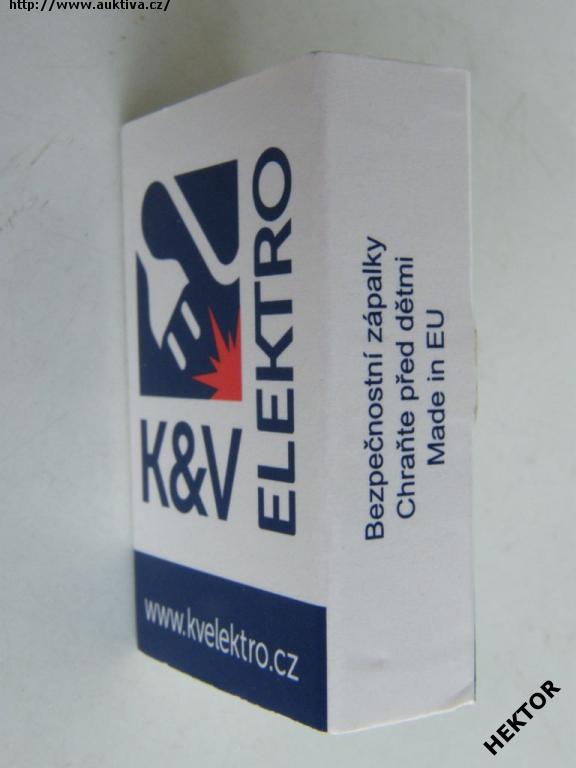 http://www.auktiva.cz/
K&V
ELEKTRO
www.kvelektro.cz
Bezpečnostní zápalky
Chraňte před dětmi
Made in EU
HEKTOR